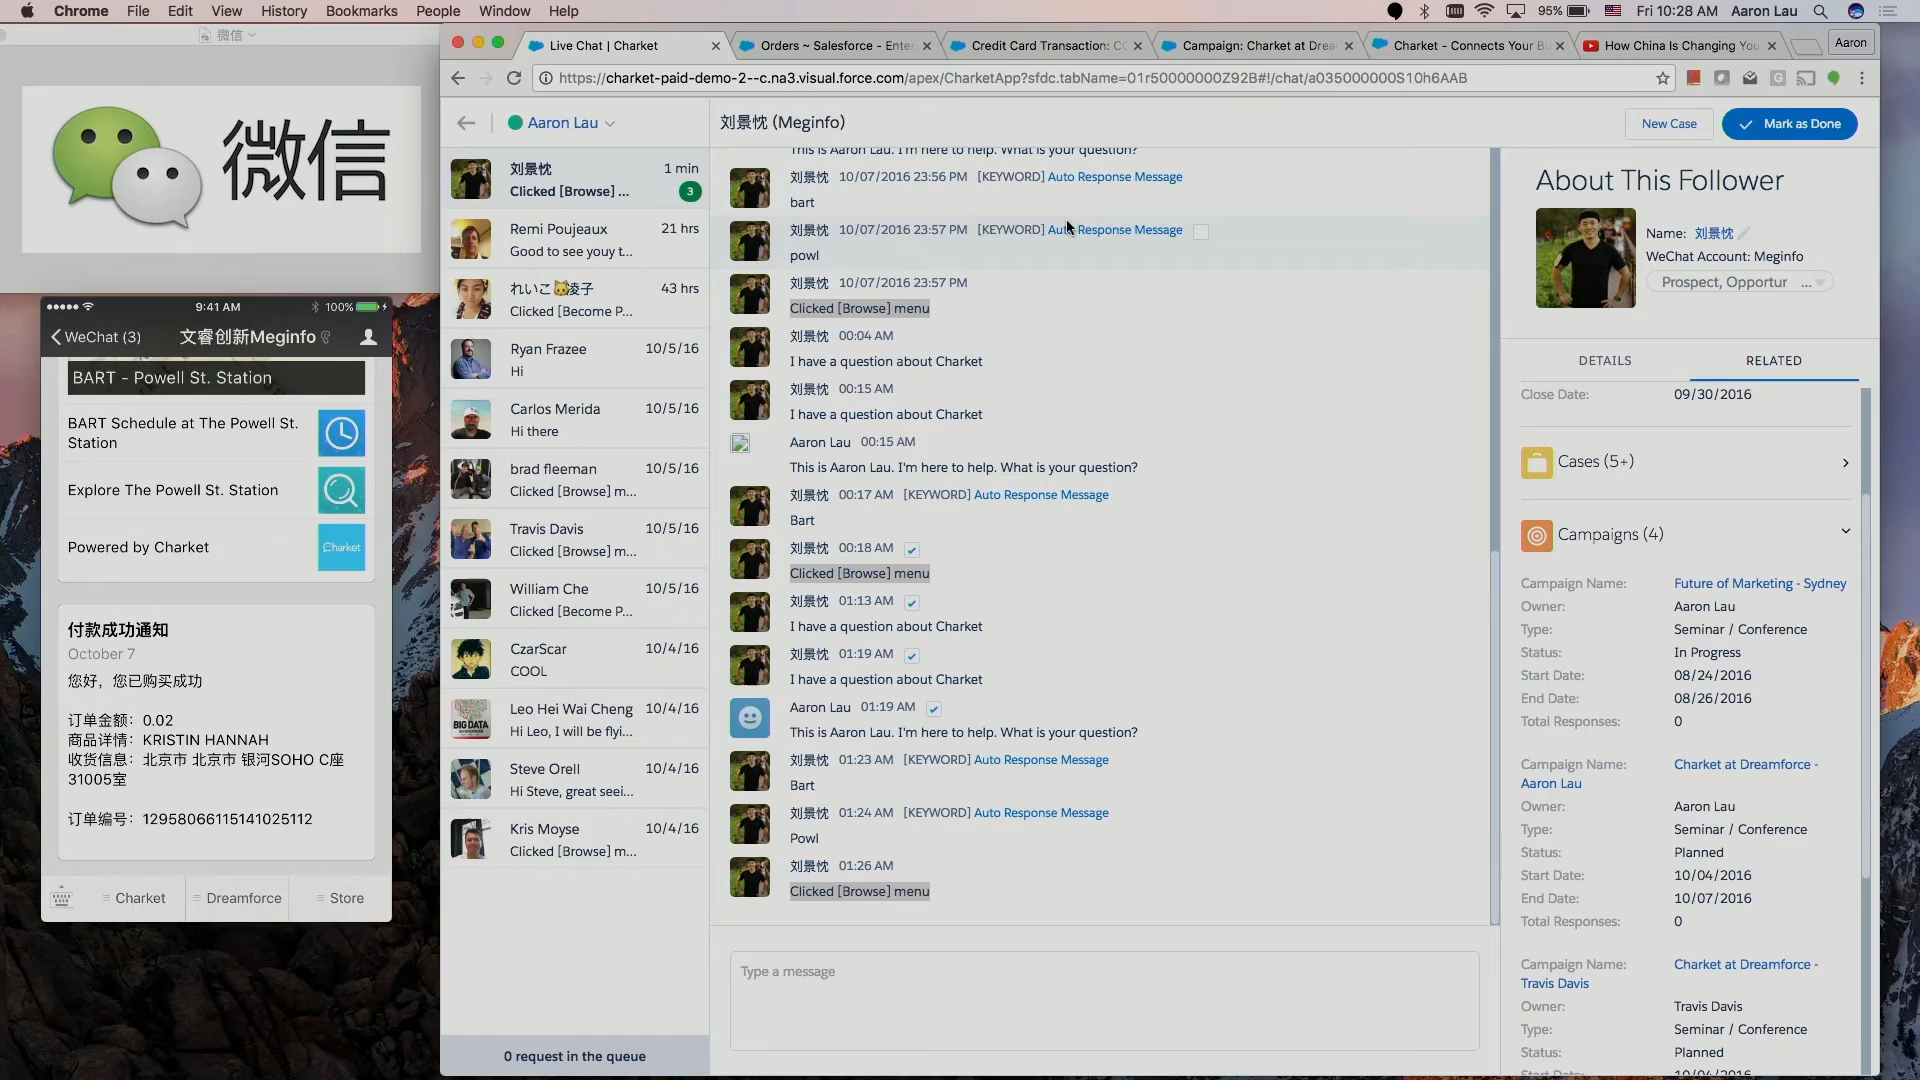 Chrome File Edit View History Bookmarks People Window Help
95% Fri 10:28 AM Aaron Lau
微信
微信
9:41 AM 100%
WeChat (3) 文睿创新Meginfo
BART - Powell St. Station
BART Schedule at The Powell St. Station
Explore The Powell St. Station
Powered by Charket
Charket
付款成功通知
October 7
您好，您已购买成功
订单金额：0.02
商品详情：KRISTIN HANNAH
收货信息：北京市 北京市 银河SOHO C座
31005室
订单编号：12958066115141025112
Charket Dreamforce Store
Live Chat | Charket
Orders ~ Salesforce - Enter
Credit Card Transaction: CC
Campaign: Charket at Drea
Charket - Connects Your B
How China Is Changing You
Aaron
https://charket-paid-demo-2--c.na3.visual.force.com/apex/CharketApp?sfdc.tabName=01r50000000Z92B#!/chat/a035000000S10h6AAB
Aaron Lau
刘景忱 1 min
Clicked [Browse] ... 3
Remi Poujeaux 21 hrs
Good to see youy t...
れいこ🐱凌子 43 hrs
Clicked [Become P...
Ryan Frazee 10/5/16
Hi
Carlos Merida 10/5/16
Hi there
brad fleeman 10/5/16
Clicked [Browse] m...
Travis Davis 10/5/16
Clicked [Browse] m...
William Che 10/5/16
Clicked [Become P...
CzarScar 10/4/16
COOL
BIG DATA
Leo Hei Wai Cheng 10/4/16
Hi Leo, I will be flyi...
Steve Orell 10/4/16
Hi Steve, great seei...
Kris Moyse 10/4/16
Clicked [Browse] m...
0 request in the queue
刘景忱 (Meginfo)
New Case
Mark as Done
This is Aaron Lau. I'm here to help. What is your question?
刘景忱 10/07/2016 23:56 PM [KEYWORD] Auto Response Message
bart
刘景忱 10/07/2016 23:57 PM [KEYWORD] Auto Response Message
powl
刘景忱 10/07/2016 23:57 PM
Clicked [Browse] menu
刘景忱 00:04 AM
I have a question about Charket
刘景忱 00:15 AM
I have a question about Charket
Aaron Lau 00:15 AM
This is Aaron Lau. I'm here to help. What is your question?
刘景忱 00:17 AM [KEYWORD] Auto Response Message
Bart
刘景忱 00:18 AM
Clicked [Browse] menu
刘景忱 01:13 AM
I have a question about Charket
刘景忱 01:19 AM
I have a question about Charket
Aaron Lau 01:19 AM
This is Aaron Lau. I'm here to help. What is your question?
刘景忱 01:23 AM [KEYWORD] Auto Response Message
Bart
刘景忱 01:24 AM [KEYWORD] Auto Response Message
Powl
刘景忱 01:26 AM
Clicked [Browse] menu
Type a message
About This Follower
Name: 刘景忱
WeChat Account: Meginfo
Prospect, Opportur ...
DETAILS RELATED
Close Date: 09/30/2016
Cases (5+)
Campaigns (4)
Campaign Name: Future of Marketing - Sydney
Owner: Aaron Lau
Type: Seminar / Conference
Status: In Progress
Start Date: 08/24/2016
End Date: 08/26/2016
Total Responses: 0
Campaign Name: Charket at Dreamforce -
Aaron Lau
Owner: Aaron Lau
Type: Seminar / Conference
Status: Planned
Start Date: 10/04/2016
End Date: 10/07/2016
Total Responses: 0
Campaign Name: Charket at Dreamforce -
Travis Davis
Owner: Travis Davis
Type: Seminar / Conference
Status: Planned
Start Date: 10/04/2016